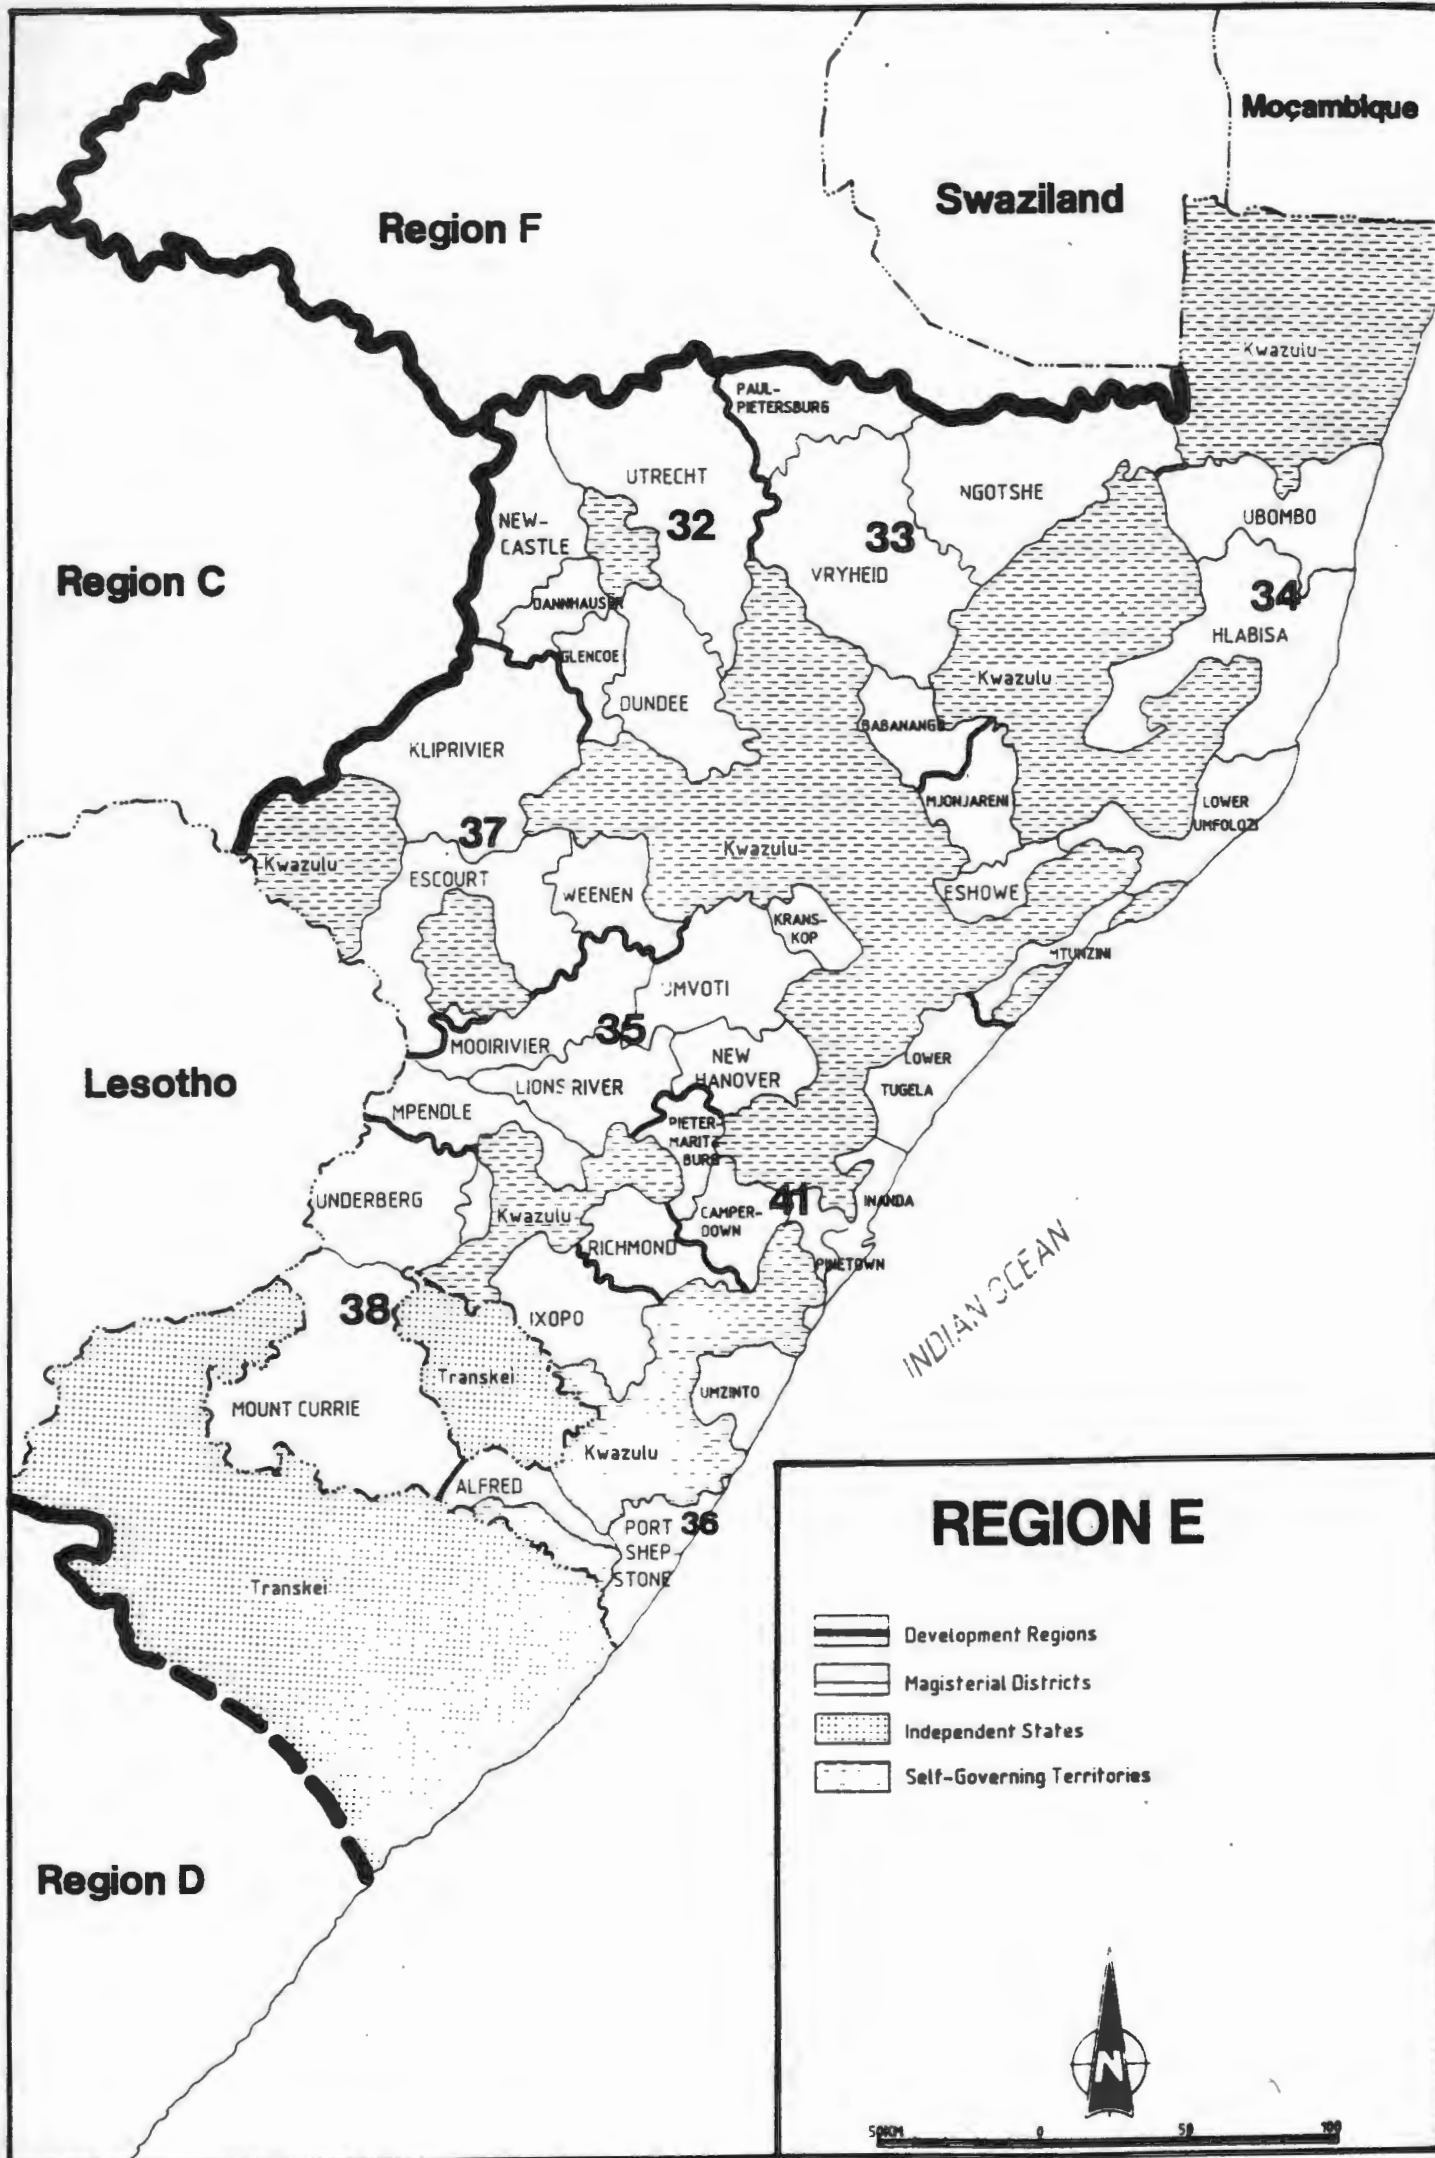 Moçambique
Swaziland
Region F
Kwazulu
PAUL-
PIETERSBURG
UTRECHT
NGOTSHE
32
33
NEW-
CASTLE
UBOMBO
Region C
VRYHEID
34
DANNHAUSER
HLABISA
GLENCOE
Kwazulu
DUNDEE
BABANANGO
KLIPRIVIER
MJONJARENI
LOWER
UMFOLOZI
37
Kwazulu
Kwazulu
ESCOURT
WEENEN
ESHOWE
KRANS-
KOP
MTUNZINI
UMVOTI
35
MOOIRIVIER
NEW
HANOVER
LOWER
TUGELA
Lesotho
LIONS RIVER
MPENDLE
PIETER-
MARITZ
BURG
UNDERBERG
41
INANDA
Kwazulu
CAMPER-
DOWN
RICHMOND
PINETOWN
38
IXOPO
INDIAN OCEAN
Transkei
UMZINTO
MOUNT CURRIE
Kwazulu
ALFRED
PORT
SHEP-
STONE
36
Transkei
Region D
REGION E
Development Regions
Magisterial Districts
Independent States
Self-Governing Territories
N
50KM 0 50 100